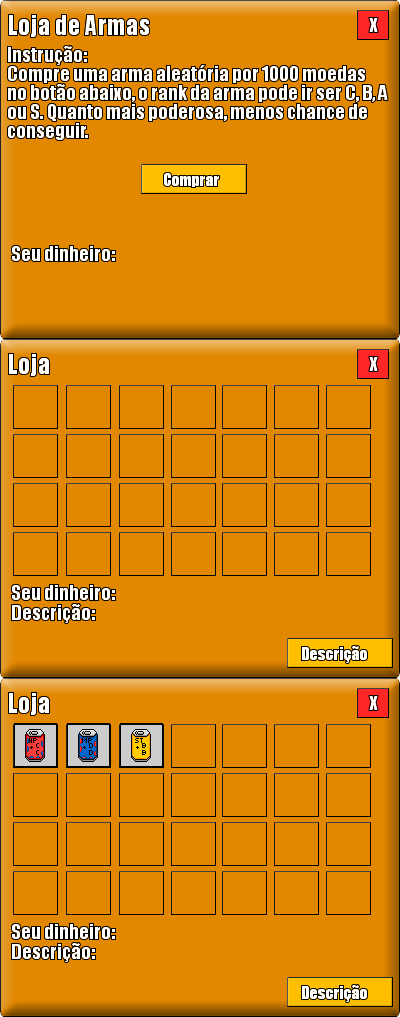 Loja de Armas
X
Instrução:
Compre uma arma aleatória por 1000 moedas
no botão abaixo, o rank da arma pode ir ser C, B, A
ou S. Quanto mais poderosa, menos chance de
conseguir.
Comprar
Seu dinheiro:
Loja
X
Seu dinheiro:
Descrição:
Descrição
Loja
X
Seu dinheiro:
Descrição:
Descrição